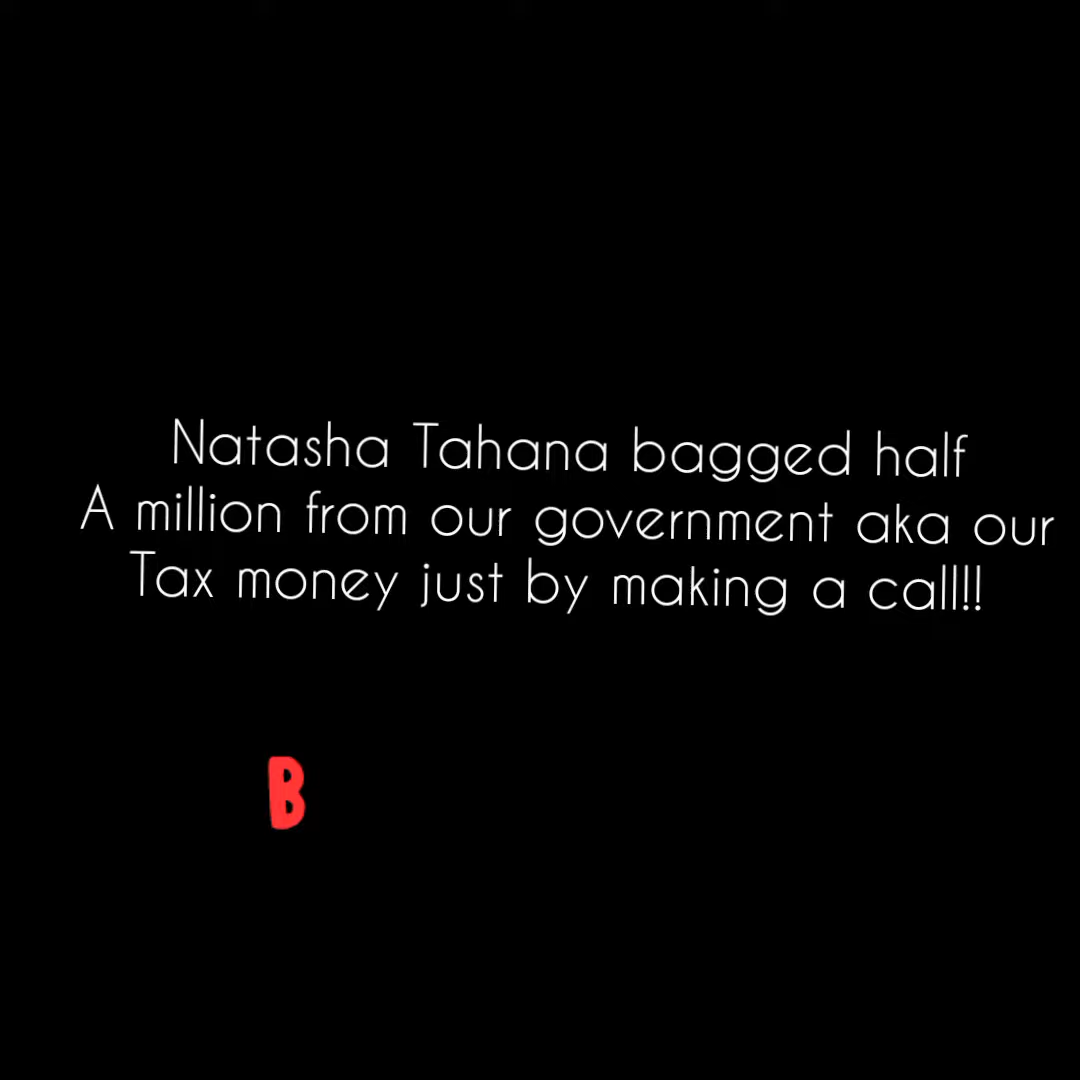 Natasha Tahana bagged half
A million from our government aka our
Tax money just by making a call!!
B